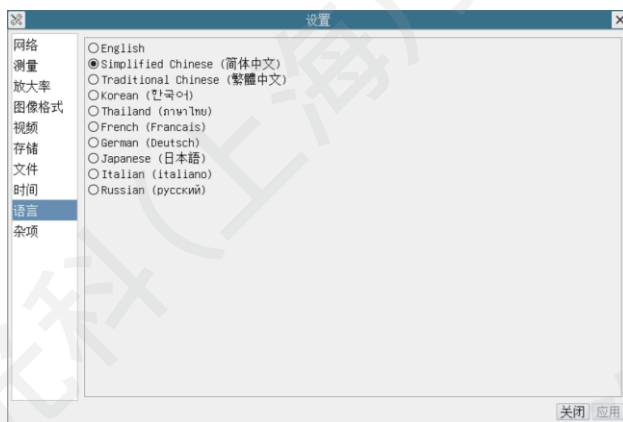 设置
网络
测量
放大率
图像格式
视频
存储
文件
时间
语言
杂项
English
Simplified Chinese (简体中文)
Traditional Chinese (繁體中文)
Korean (한국어)
Thailand (ภาษาไทย)
French (Francais)
German (Deutsch)
Japanese (日本語)
Italian (italiano)
Russian (русский)
关闭
应用